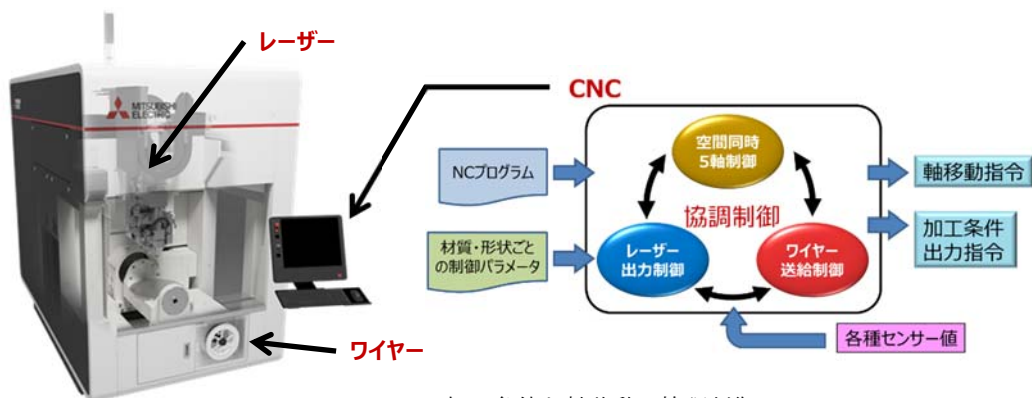 レーザー
MITSUBISHI
ELECTRIC
ワイヤー
CNC
NCプログラム
材質・形状ごと
の制御パラメータ
空間同時
5軸制御
協調制御
レーザー
出力制御
ワイヤー
送給制御
軸移動指令
加工条件
出力指令
各種センサー値